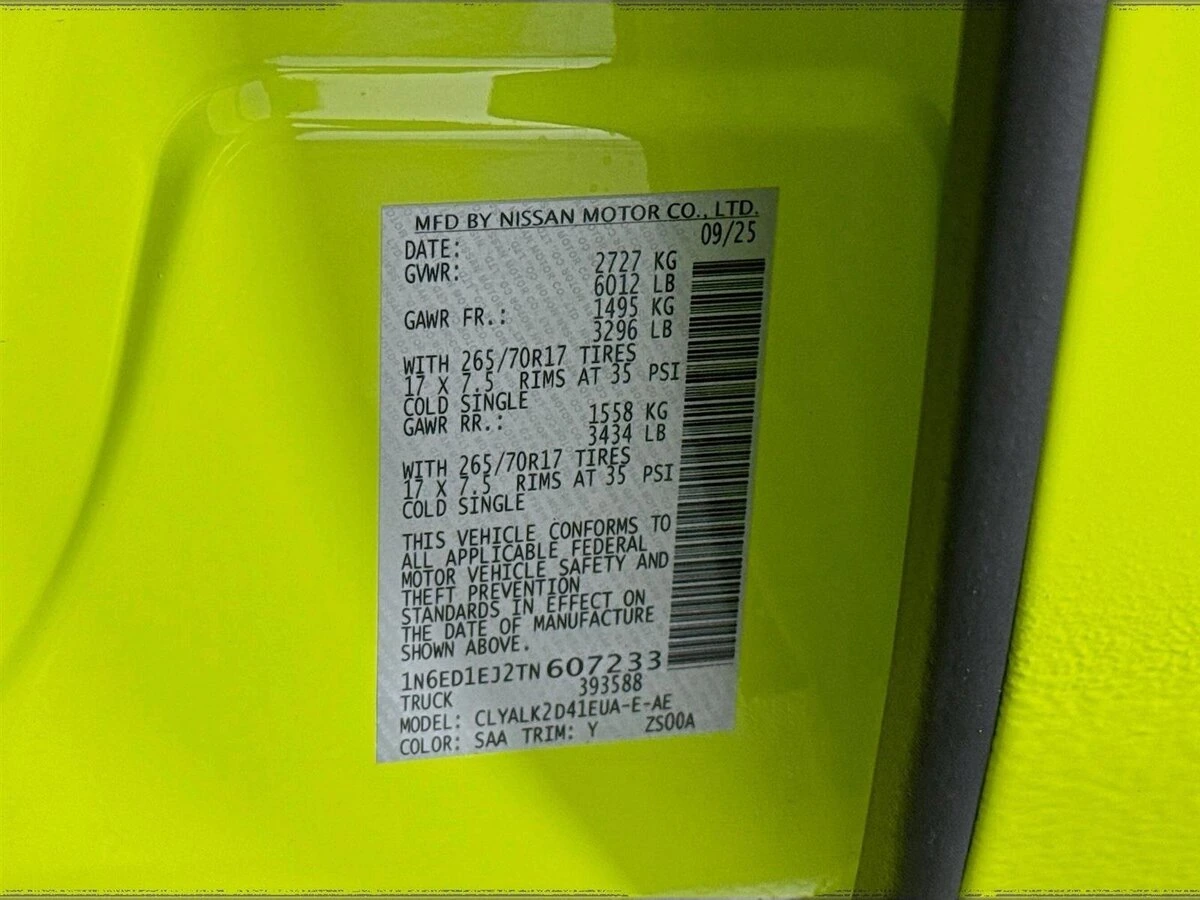 MFD BY NISSAN MOTOR CO., LTD.
DATE: 09/25
GVWR: 2727 KG
6012 LB
GAWR FR.: 1495 KG
3296 LB
WITH 265/70R17 TIRES
17 X 7.5 RIMS AT 35 PSI
COLD SINGLE
GAWR RR.: 1558 KG
3434 LB
WITH 265/70R17 TIRES
17 X 7.5 RIMS AT 35 PSI
COLD SINGLE
THIS VEHICLE CONFORMS TO
ALL APPLICABLE FEDERAL
MOTOR VEHICLE SAFETY AND
THEFT PREVENTION
STANDARDS IN EFFECT ON
THE DATE OF MANUFACTURE
SHOWN ABOVE.
1N6ED1EJ2TN607233
TRUCK 393588
MODEL: CLYALK2D41EUA-E-AE
COLOR: SAA TRIM: Y ZS00A